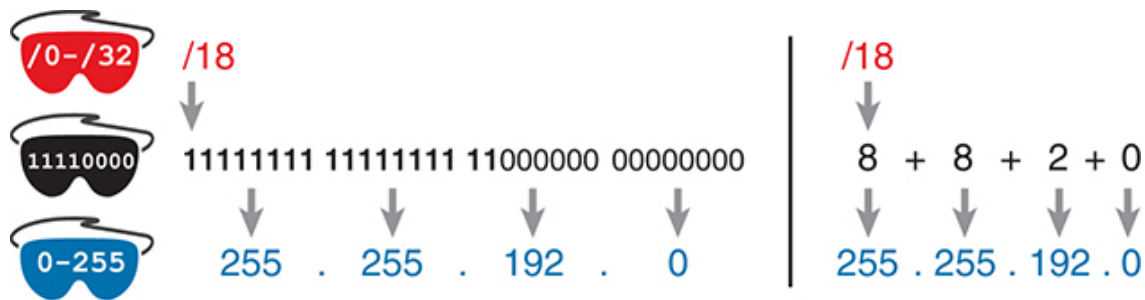 /0-/32 /18 /18
11110000 11111111 11111111 11000000 00000000 8 + 8 + 2 + 0
0-255 255 . 255 . 192 . 0 255 . 255 . 192 . 0